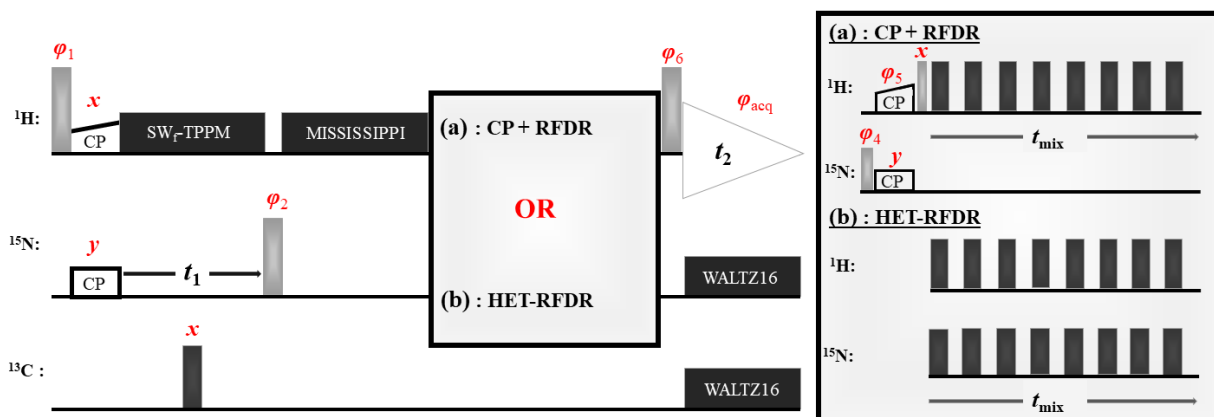 φ1
φ6
x
φacq
¹H:
CP
SWf-TPPM
MISSISSIPPI
(a) : CP + RFDR
t2
OR
φ2
¹⁵N:
y
CP
t1
(b) : HET-RFDR
WALTZ16
x
¹³C :
WALTZ16
(a) : CP + RFDR
φ5
x
¹H:
CP
φ4
tmix
¹⁵N:
y
CP
(b) : HET-RFDR
¹H:
¹⁵N:
tmix